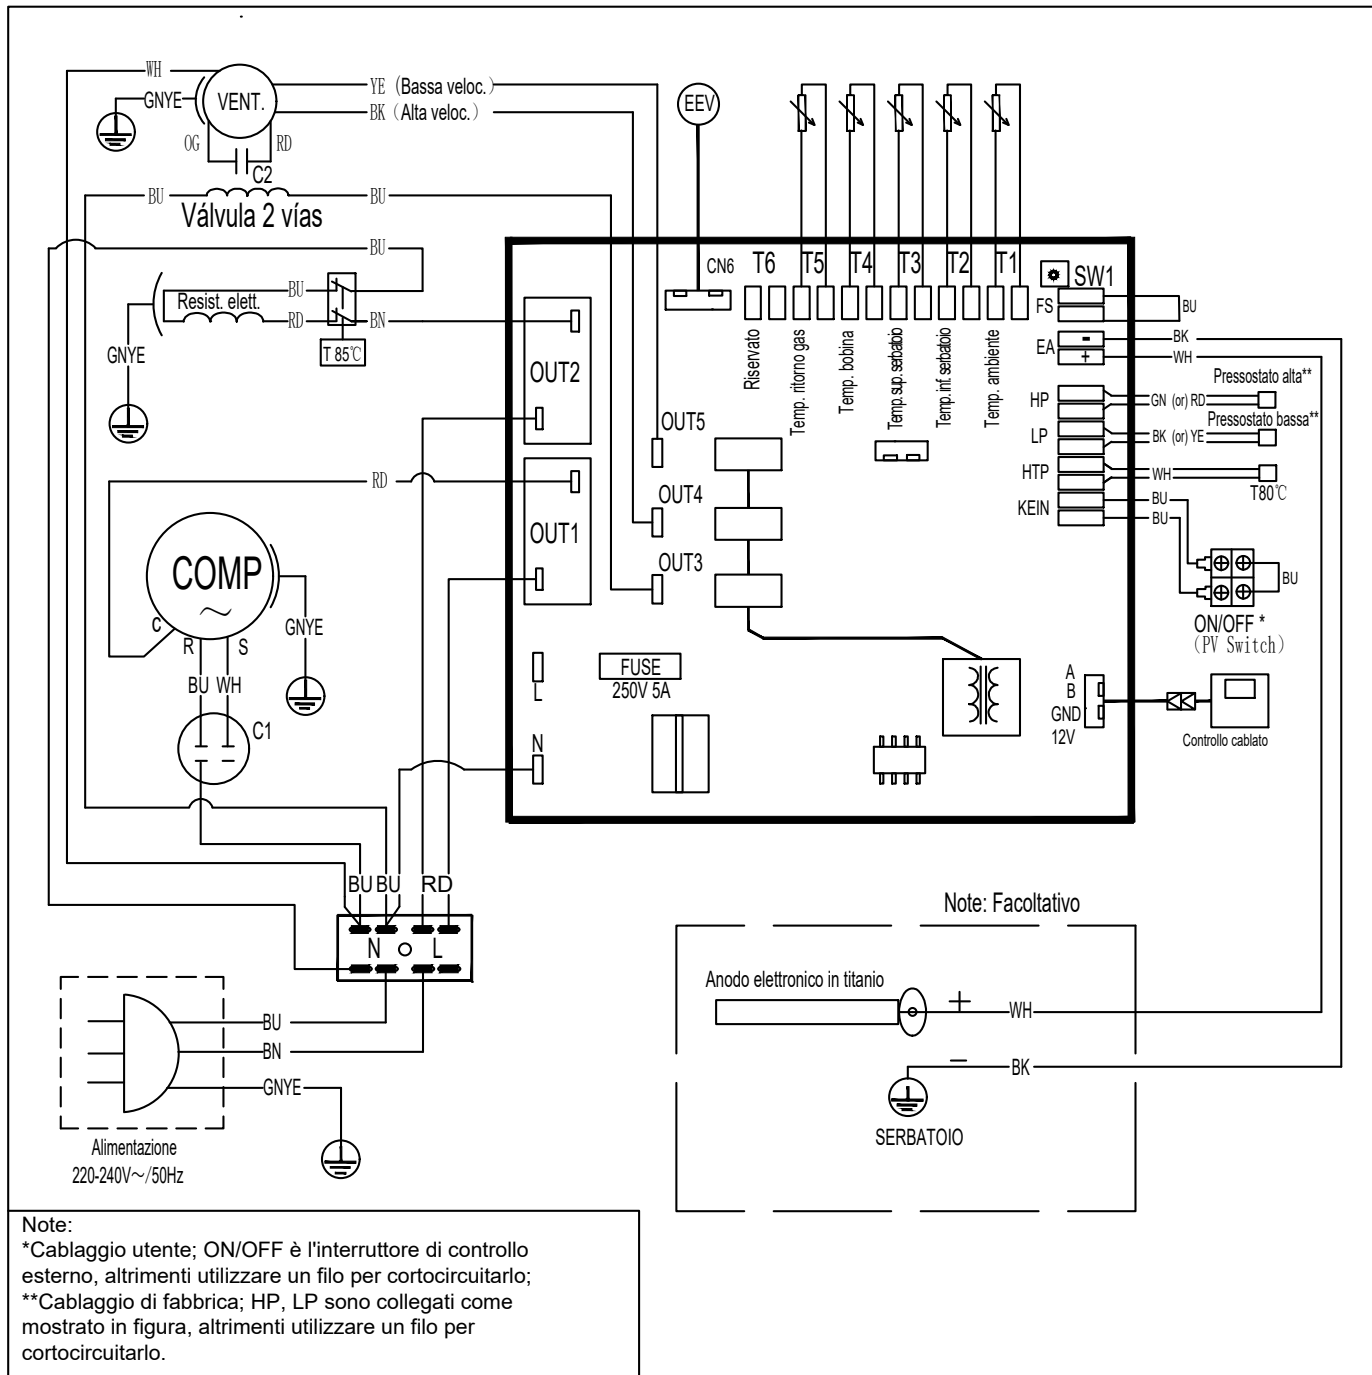 WH
GNYE
VENT.
YE (Bassa veloc.)
BK (Alta veloc.)
OG
RD
C2
BU
BU
Válvula 2 vías
BU
BU
Resist. elett.
RD
BN
T 85℃
GNYE
EEV
CN6
T6
T5
T4
T3
T2
T1
SW1
Riservato
Temp. ritorno gas
Temp. bobina
Temp. sup. serbatoio
Temp. inf. serbatoio
Temp. ambiente
FS
BU
EA
-
+
BK
WH
Pressostato alta**
HP
GN (or) RD
Pressostato bassa**
LP
BK (or) YE
HTP
WH
T80℃
KEIN
BU
BU
BU
ON/OFF *
(PV Switch)
OUT2
OUT1
OUT5
OUT4
OUT3
RD
COMP
~
C
R
S
GNYE
BU
WH
C1
L
N
FUSE
250V 5A
A
B
GND
12V
Controllo cablato
BU
BU
RD
N
L
BU
BN
GNYE
Alimentazione
220-240V～/50Hz
Note: Facoltativo
Anodo elettronico in titanio
+
WH
-
BK
SERBATOIO
Note:
*Cablaggio utente; ON/OFF è l'interruttore di controllo
esterno, altrimenti utilizzare un filo per cortocircuitarlo;
**Cablaggio di fabbrica; HP, LP sono collegati come
mostrato in figura, altrimenti utilizzare un filo per
cortocircuitarlo.